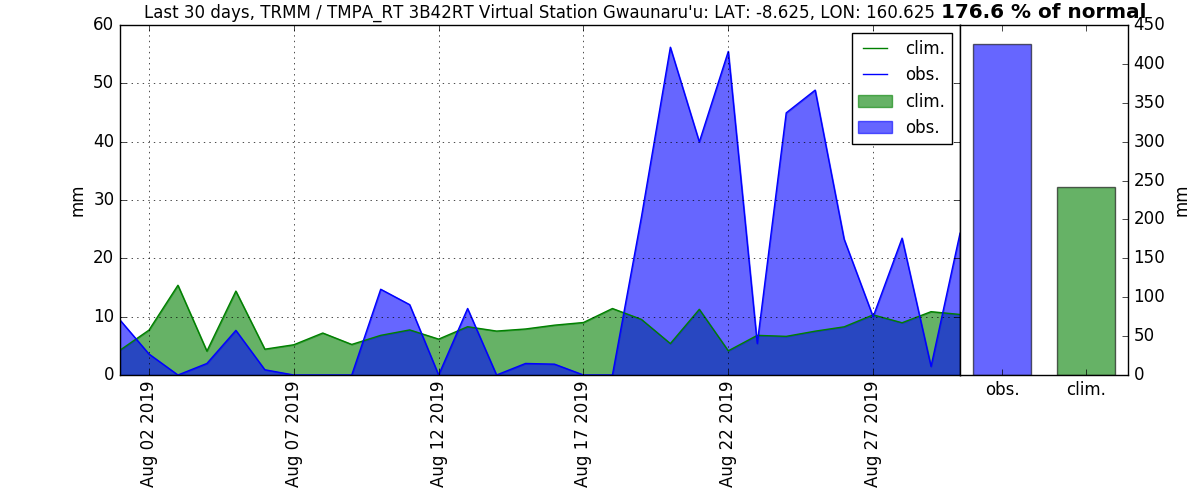 Last 30 days, TRMM / TMPA_RT 3B42RT Virtual Station Gwaunaru'u: LAT: -8.625, LON: 160.625 176.6 % of normal
60
50
40
30
20
10
0
mm
clim.
obs.
clim.
obs.
Aug 02 2019
Aug 07 2019
Aug 12 2019
Aug 17 2019
Aug 22 2019
Aug 27 2019
450
400
350
300
250
200
150
100
50
0
mm
obs.
clim.